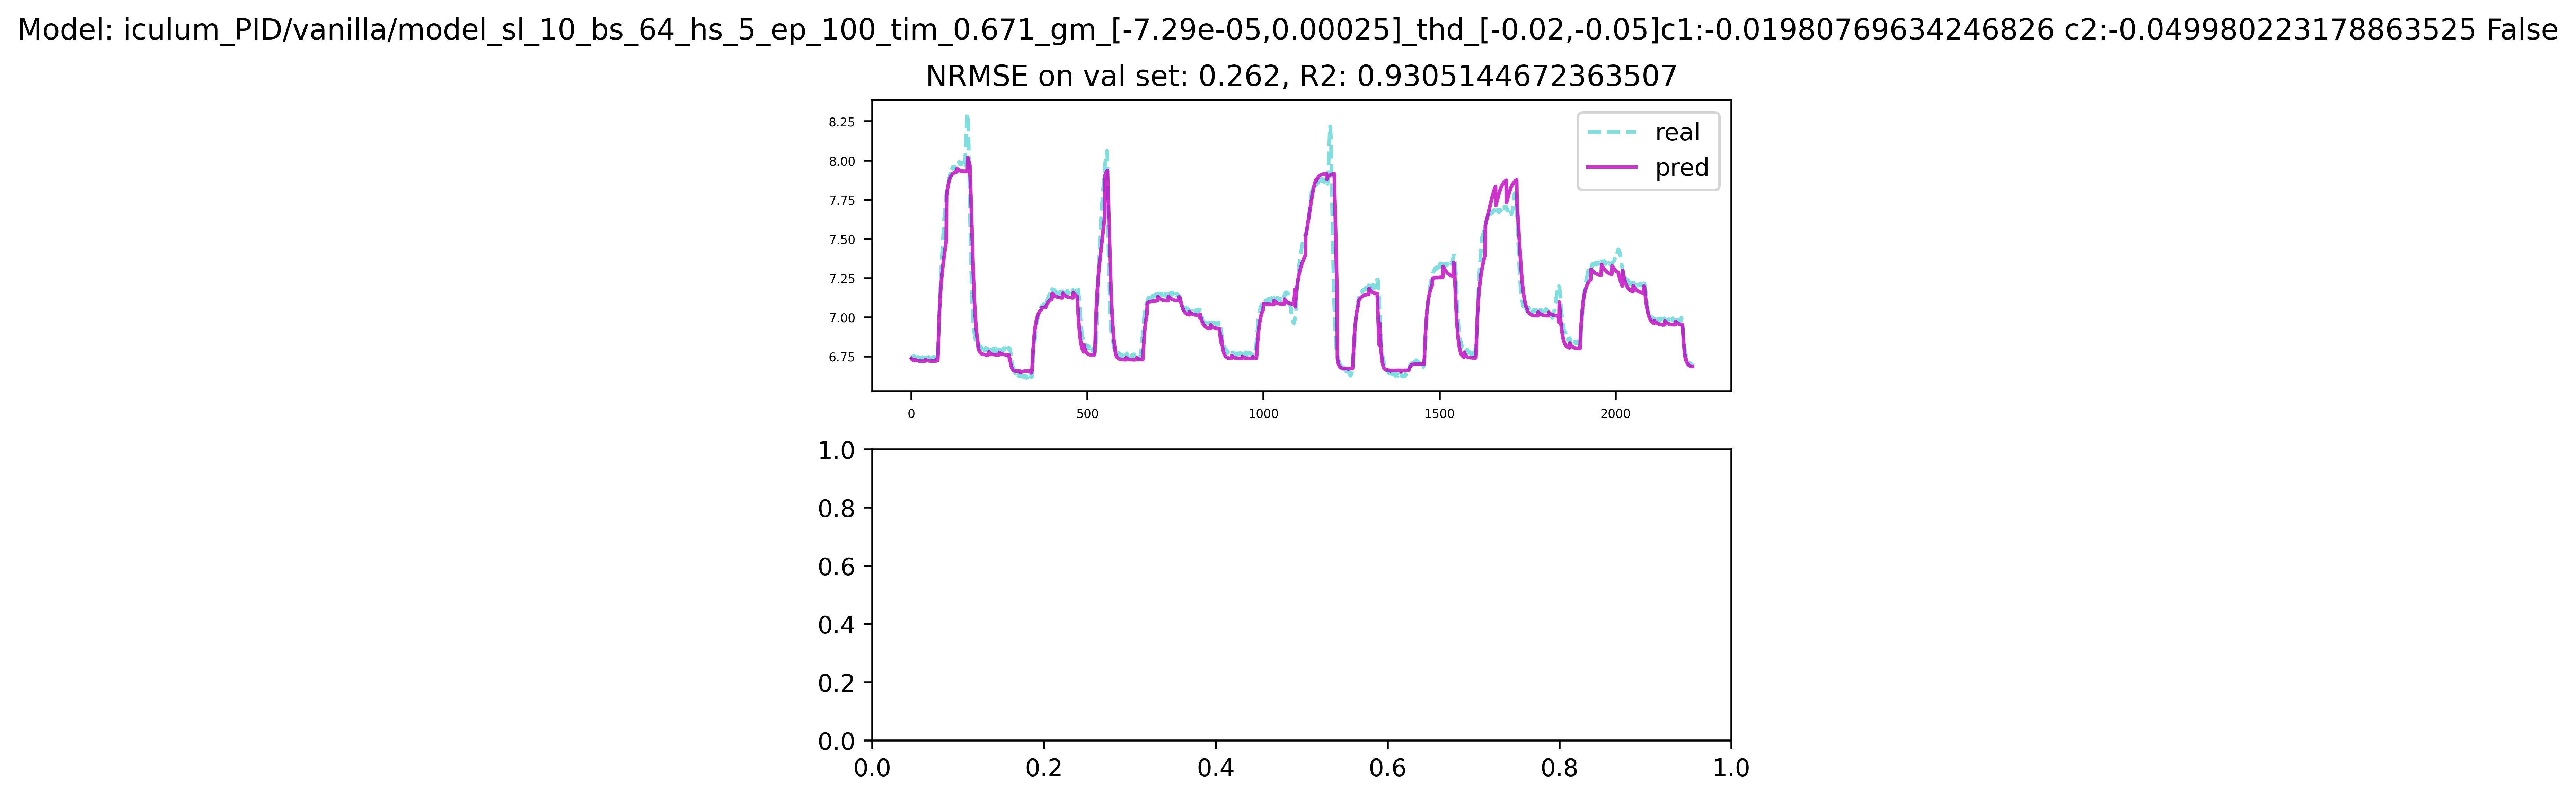 Model: iculum_PID/vanilla/model_sl_10_bs_64_hs_5_ep_100_tim_0.671_gm_[-7.29e-05,0.00025]_thd_[-0.02,-0.05]c1:-0.01980769634246826 c2:-0.049980223178863525 False
NRMSE on val set: 0.262, R2: 0.9305144672363507
8.25
8.00
7.75
7.50
7.25
7.00
6.75
real
pred
0 500 1000 1500 2000
1.0
0.8
0.6
0.4
0.2
0.0
0.0 0.2 0.4 0.6 0.8 1.0